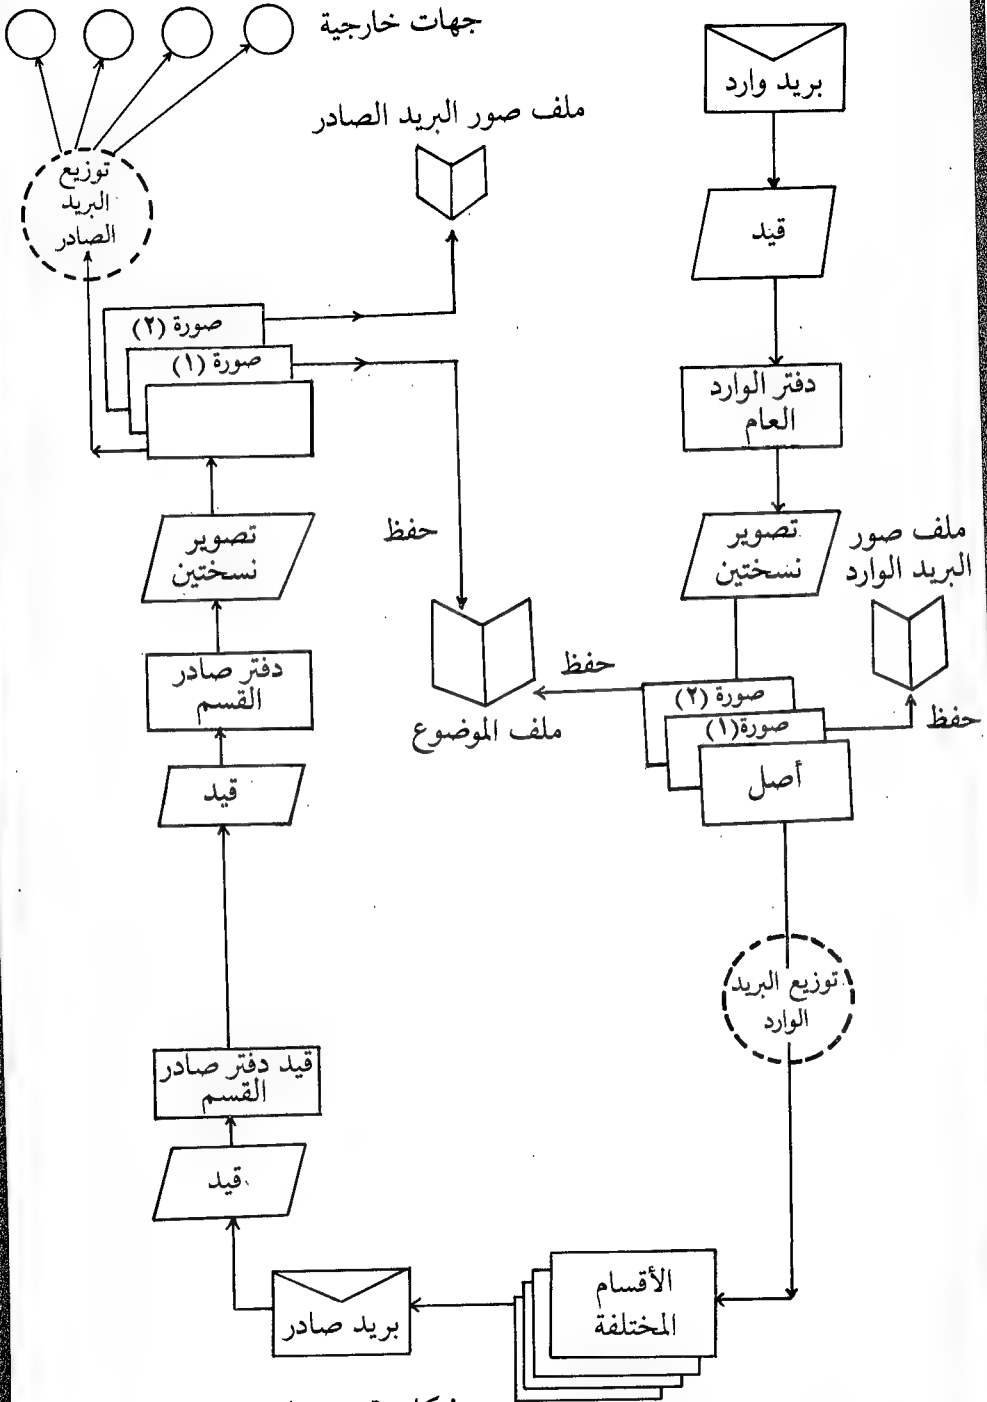 جهات خارجية
بريد وارد
ملف صور البريد الصادر
توزيع
البريد
الصادر
قيد
صورة (٢)
صورة (١)
دفتر الوارد
العام
تصوير
نسختين
حفظ
تصوير
نسختين
ملف صور
البريد الوارد
حفظ
دفتر صادر
القسم
ملف الموضوع
صورة (٢)
صورة (١)
حفظ
أصل
قيد
توزيع البريد
الوارد
قيد دفتر صادر
القسم
قيد
الأقسام
المختلفة
بريد صادر